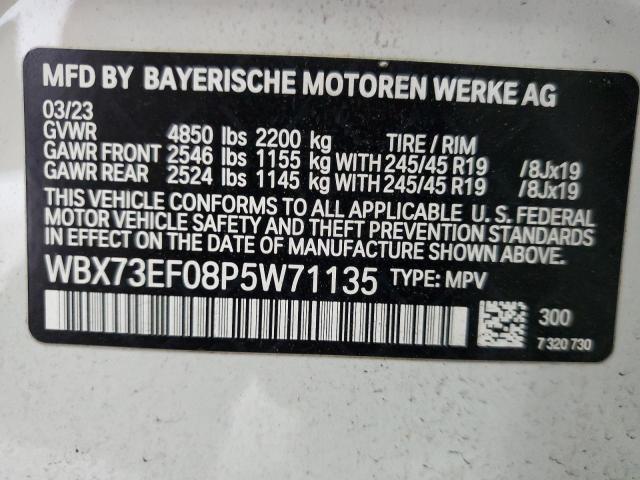 MFD BY BAYERISCHE MOTOREN WERKE AG
03/23
GVWR 4850 lbs 2200 kg TIRE / RIM
GAWR FRONT 2546 lbs 1155 kg WITH 245/45 R19 /8Jx19
GAWR REAR 2524 lbs 1145 kg WITH 245/45 R19 /8Jx19
THIS VEHICLE CONFORMS TO ALL APPLICABLE U. S. FEDERAL
MOTOR VEHICLE SAFETY AND THEFT PREVENTION STANDARDS
IN EFFECT ON THE DATE OF MANUFACTURE SHOWN ABOVE.
WBX73EF08P5W71135 TYPE: MPV
300
7 320 730